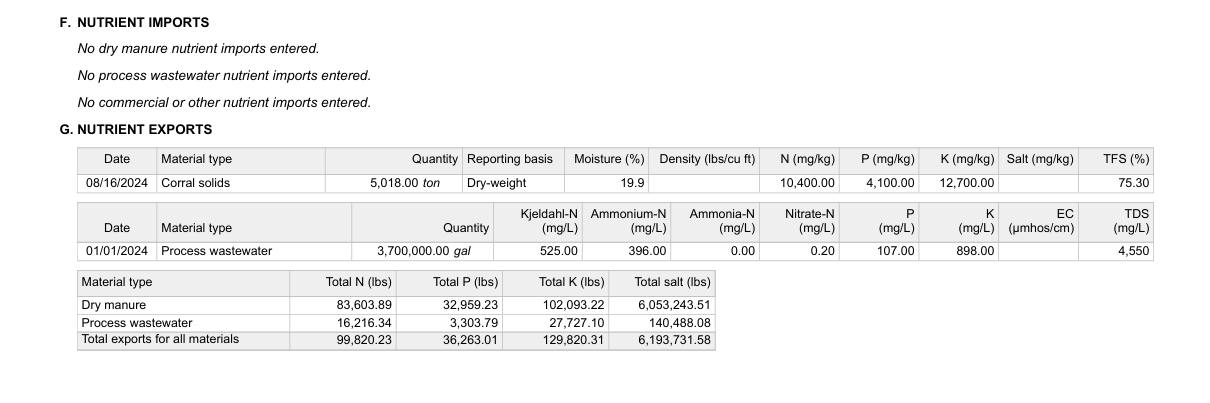 F. NUTRIENT IMPORTS
No dry manure nutrient imports entered.
No process wastewater nutrient imports entered.
No commercial or other nutrient imports entered.
G. NUTRIENT EXPORTS
Date Material type Quantity Reporting basis Moisture (%) Density (lbs/cu ft) N (mg/kg) P (mg/kg) K (mg/kg) Salt (mg/kg) TFS (%)
08/16/2024 Corral solids 5,018.00 ton Dry-weight 19.9 10,400.00 4,100.00 12,700.00 75.30
Date Material type Quantity Kjeldahl-N (mg/L) Ammonium-N (mg/L) Ammonia-N (mg/L) Nitrate-N (mg/L) P (mg/L) K (mg/L) EC (µmhos/cm) TDS (mg/L)
01/01/2024 Process wastewater 3,700,000.00 gal 525.00 396.00 0.00 0.20 107.00 898.00 4,550
Material type Total N (lbs) Total P (lbs) Total K (lbs) Total salt (lbs)
Dry manure 83,603.89 32,959.23 102,093.22 6,053,243.51
Process wastewater 16,216.34 3,303.79 27,727.10 140,488.08
Total exports for all materials 99,820.23 36,263.01 129,820.31 6,193,731.58